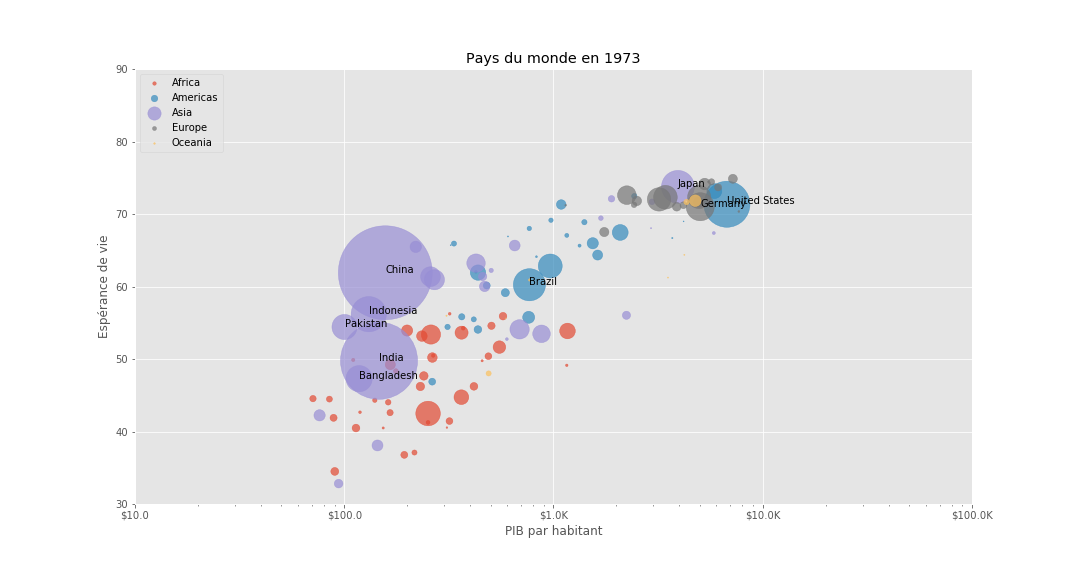 Pays du monde en 1973
90
80
70
60
50
40
30
Espérance de vie
Africa
Americas
Asia
Europe
Oceania
Japan
United States
Germany
China
Brazil
Indonesia
Pakistan
India
Bangladesh
$10.0
$100.0
$1.0K
$10.0K
$100.0K
PIB par habitant